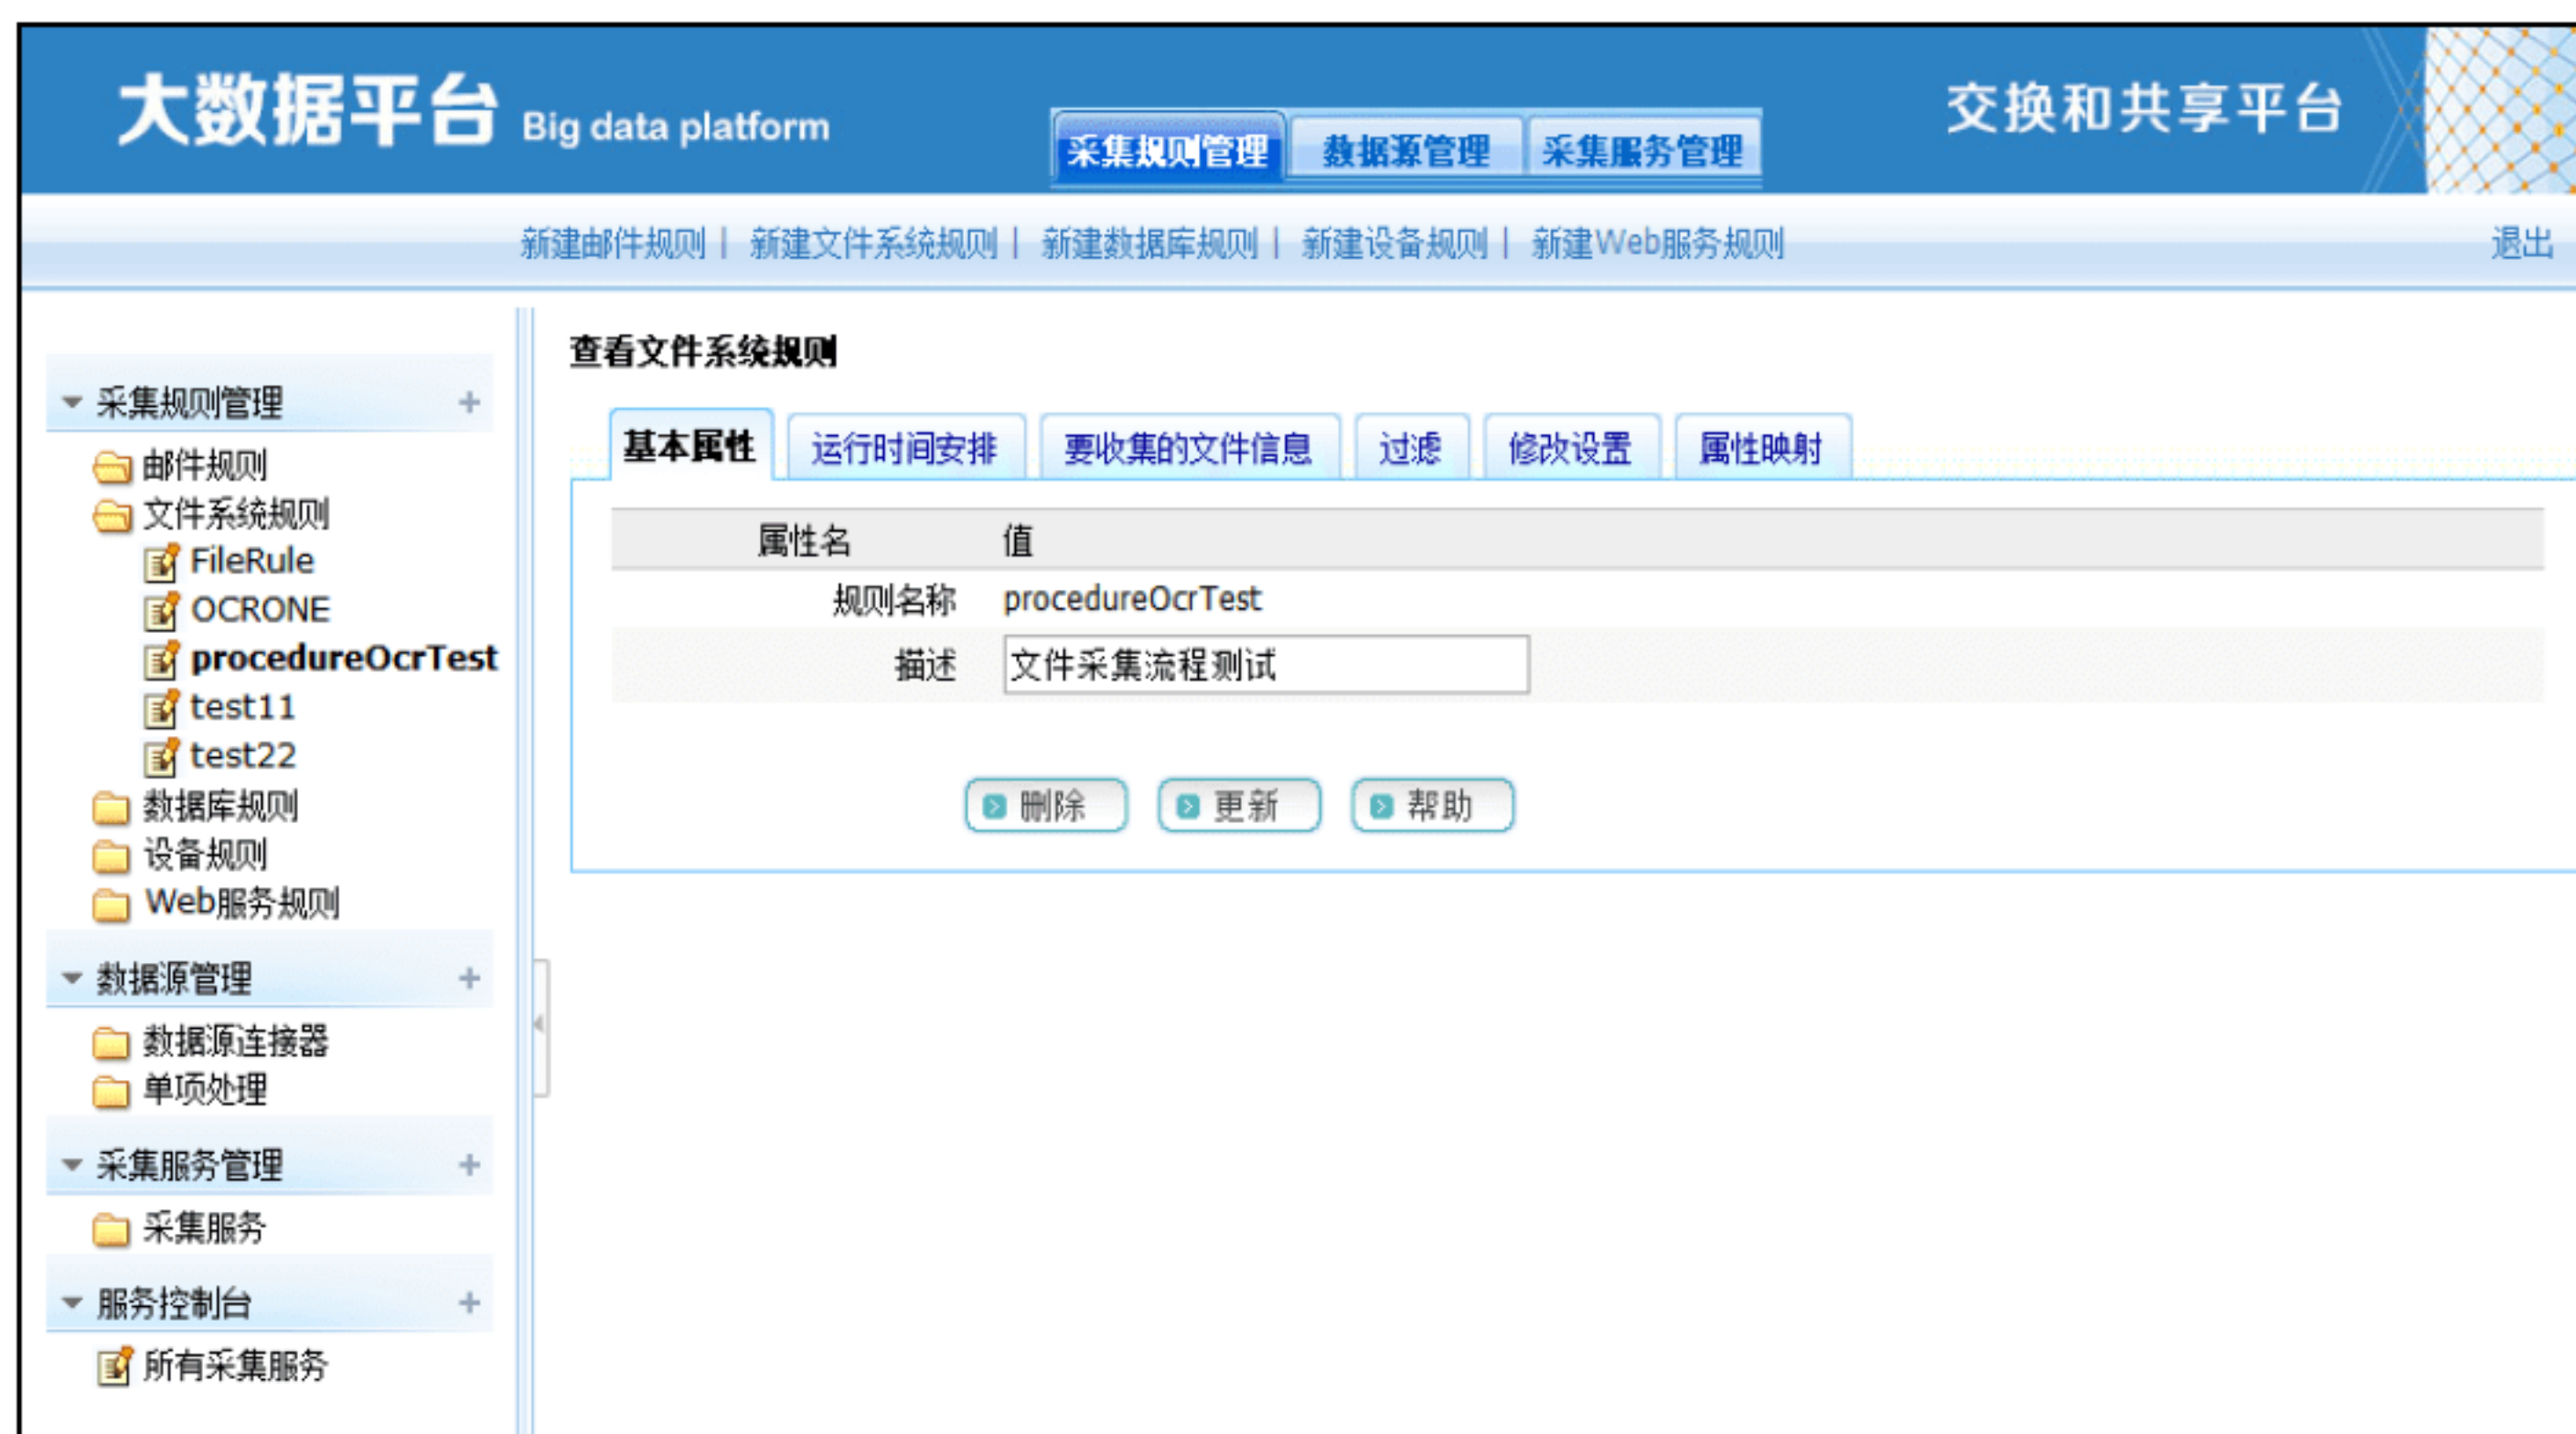 大数据平台 Big data platform
交换和共享平台
采集规则管理 数据源管理 采集服务管理
新建邮件规则 | 新建文件系统规则 | 新建数据库规则 | 新建设备规则 | 新建Web服务规则
退出
采集规则管理 +
邮件规则
文件系统规则
FileRule
OCRONE
procedureOcrTest
test11
test22
数据库规则
设备规则
Web服务规则
数据源管理 +
数据源连接器
单项处理
采集服务管理 +
采集服务
服务控制台 +
所有采集服务
查看文件系统规则
基本属性 运行时间安排 要收集的文件信息 过滤 修改设置 属性映射
属性名 值
规则名称 procedureOcrTest
描述 文件采集流程测试
删除 更新 帮助